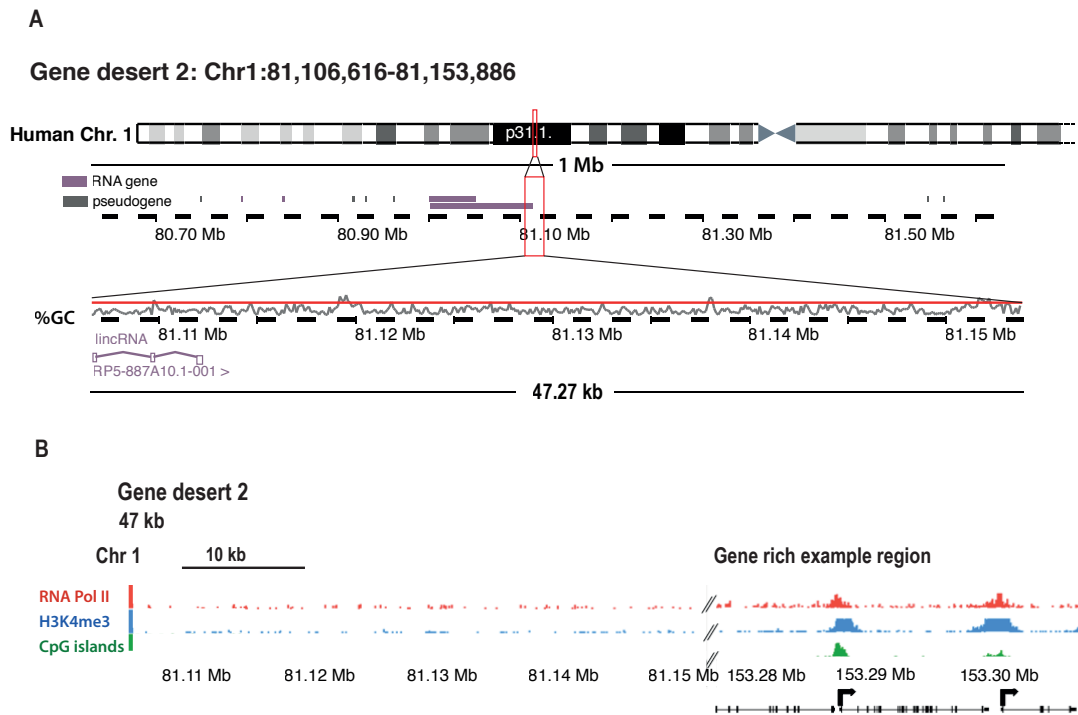 A
Gene desert 2: Chr1:81,106,616-81,153,886
Human Chr. 1
p31.1.
1 Mb
RNA gene
pseudogene
80.70 Mb 80.90 Mb 81.10 Mb 81.30 Mb 81.50 Mb
%GC
81.11 Mb 81.12 Mb 81.13 Mb 81.14 Mb 81.15 Mb
lincRNA
RP5-887A10.1-001 >
47.27 kb
B
Gene desert 2
47 kb
Chr 1 10 kb Gene rich example region
RNA Pol II
H3K4me3
CpG islands
81.11 Mb 81.12 Mb 81.13 Mb 81.14 Mb 81.15 Mb 153.28 Mb 153.29 Mb 153.30 Mb